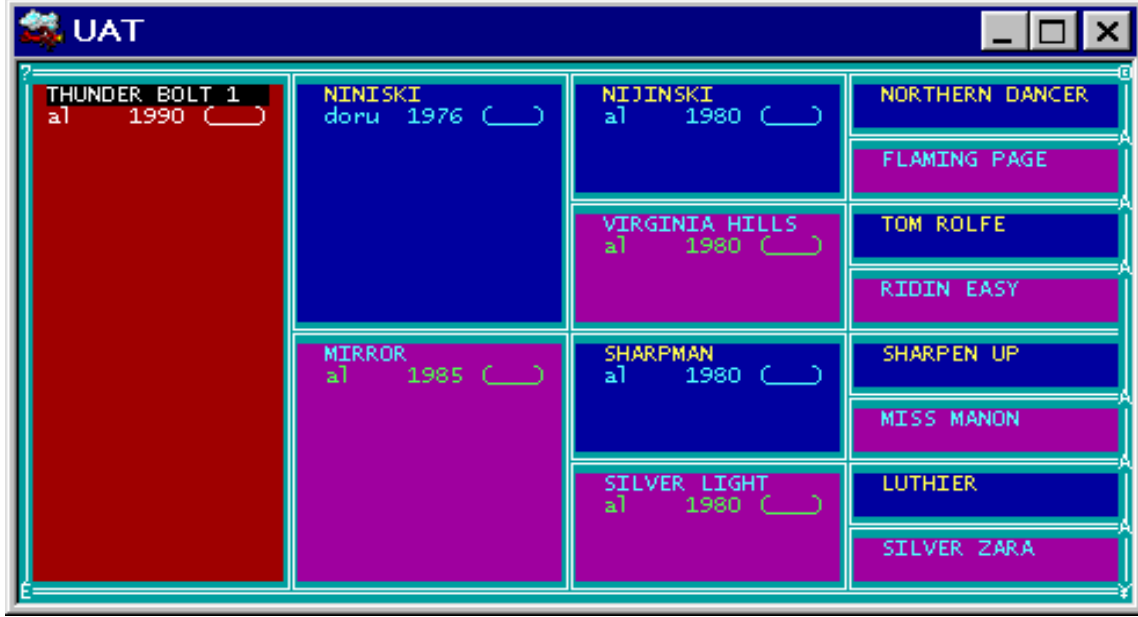 UAT
THUNDER BOLT 1
al 1990 (___)
NINISKI
doru 1976 (___)
MIRROR
al 1985 (___)
NIJINSKI
al 1980 (___)
VIRGINIA HILLS
al 1980 (___)
SHARPMAN
al 1980 (___)
SILVER LIGHT
al 1980 (___)
NORTHERN DANCER
FLAMING PAGE
TOM ROLFE
RIDIN EASY
SHARPEN UP
MISS MANON
LUTHIER
SILVER ZARA